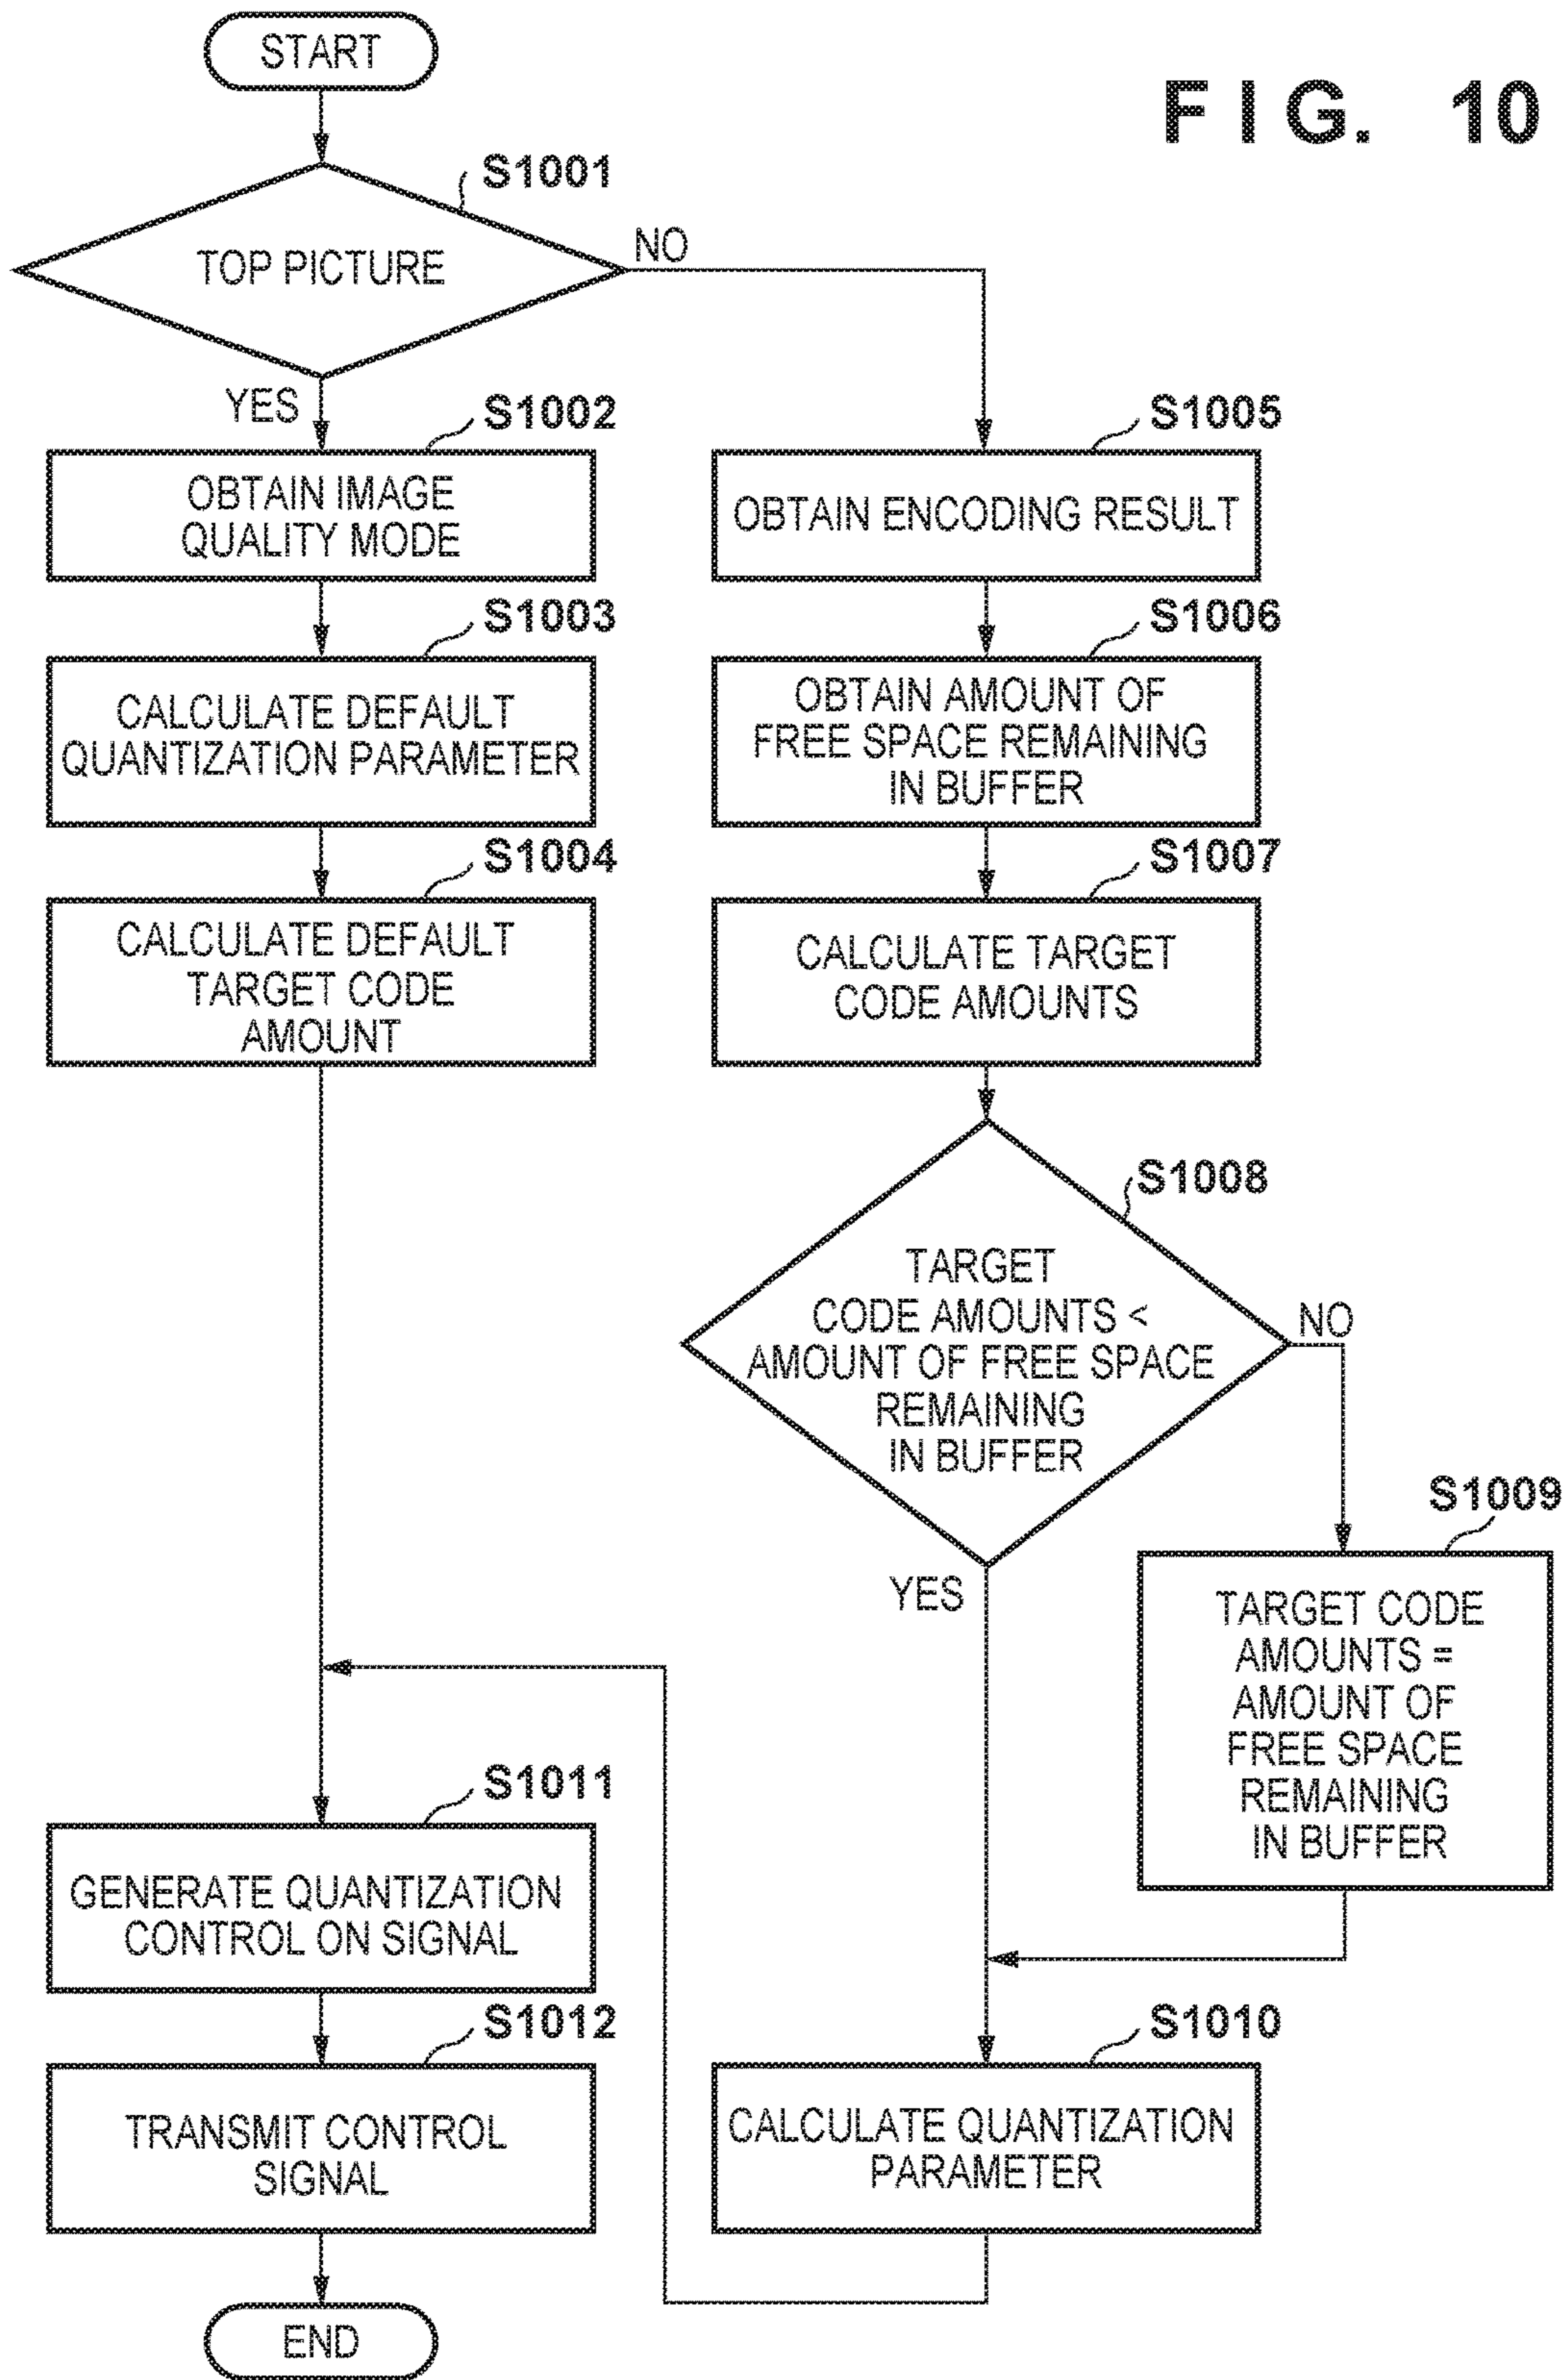 START
FIG. 10
S1001
TOP PICTURE
NO
YES
S1002
OBTAIN IMAGE
QUALITY MODE
S1003
CALCULATE DEFAULT
QUANTIZATION PARAMETER
S1004
CALCULATE DEFAULT
TARGET CODE
AMOUNT
S1005
OBTAIN ENCODING RESULT
S1006
OBTAIN AMOUNT OF
FREE SPACE REMAINING
IN BUFFER
S1007
CALCULATE TARGET
CODE AMOUNTS
S1008
TARGET
CODE AMOUNTS <
AMOUNT OF FREE SPACE
REMAINING
IN BUFFER
NO
YES
S1009
TARGET CODE
AMOUNTS =
AMOUNT OF
FREE SPACE
REMAINING
IN BUFFER
S1010
CALCULATE QUANTIZATION
PARAMETER
S1011
GENERATE QUANTIZATION
CONTROL ON SIGNAL
S1012
TRANSMIT CONTROL
SIGNAL
END